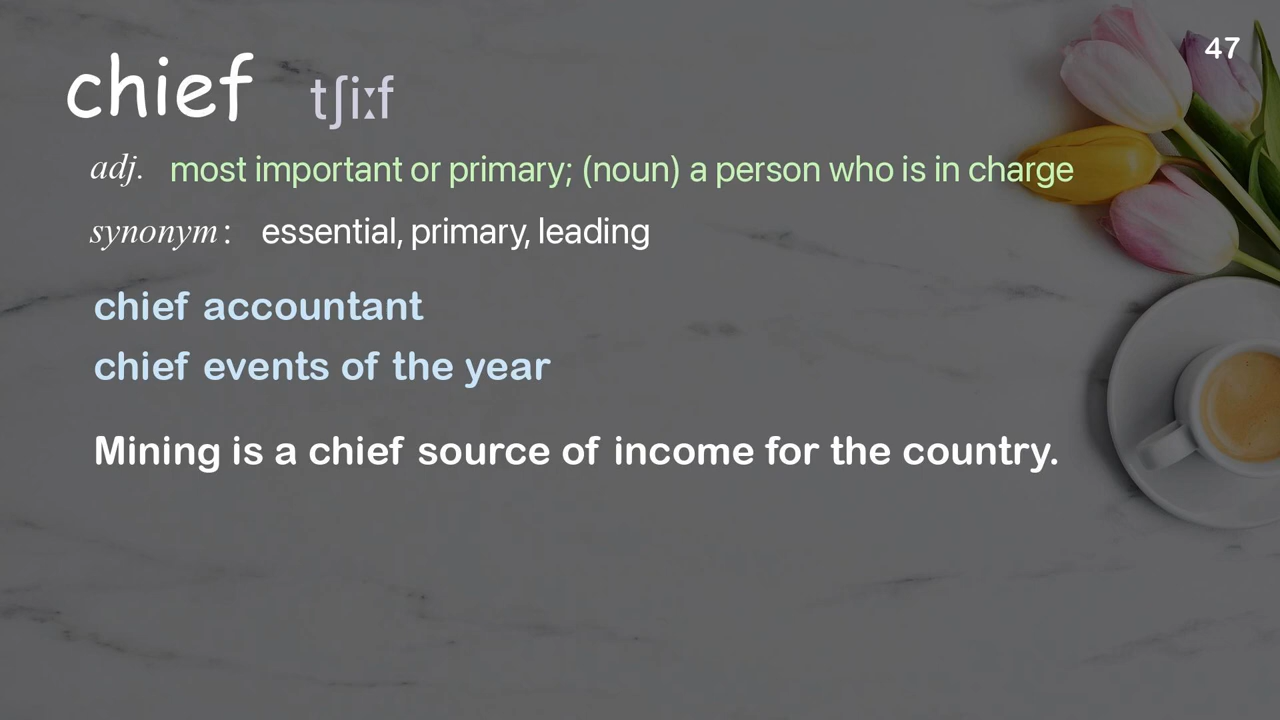 47
chief tʃiːf
adj. most important or primary; (noun) a person who is in charge
synonym: essential, primary, leading
chief accountant
chief events of the year
Mining is a chief source of income for the country.